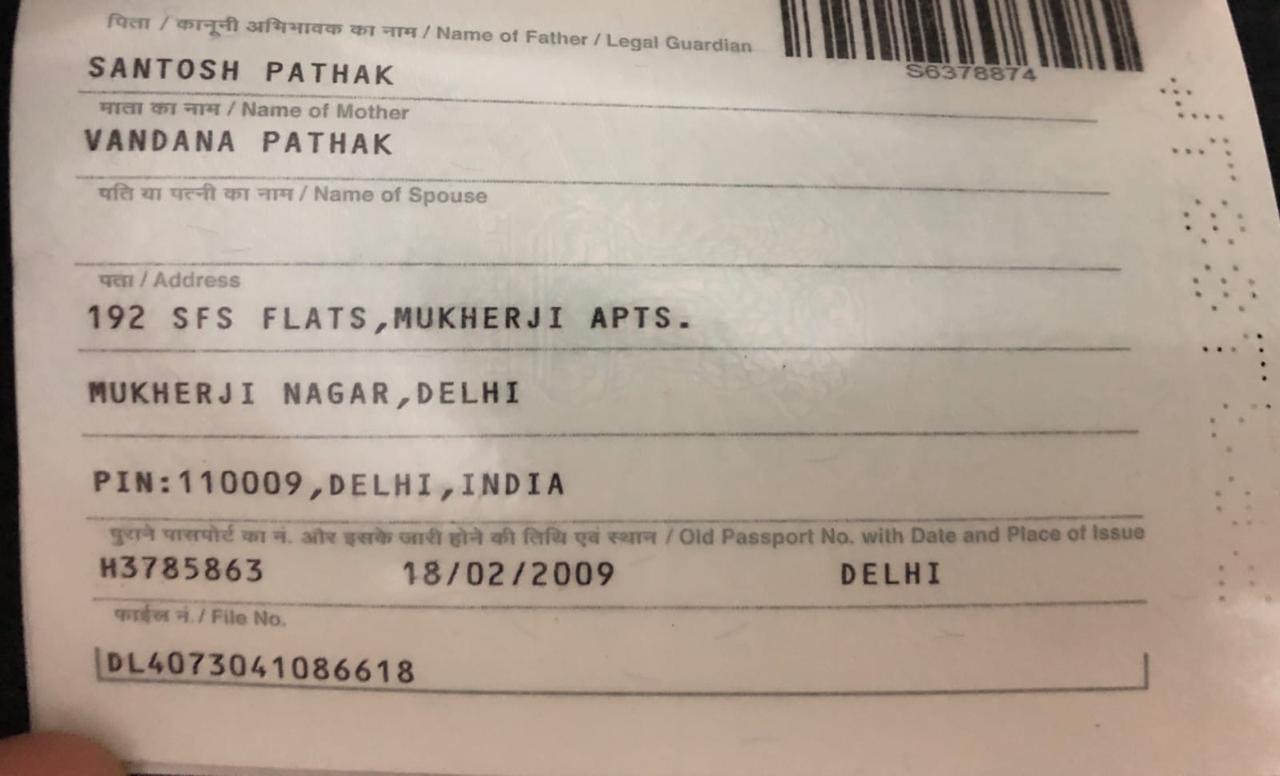 पिता / कानूनी अभिभावक का नाम / Name of Father / Legal Guardian
S6378874
SANTOSH PATHAK
माता का नाम / Name of Mother
VANDANA PATHAK
पति या पत्नी का नाम / Name of Spouse
पता / Address
192 SFS FLATS,MUKHERJI APTS.
MUKHERJI NAGAR,DELHI
PIN:110009,DELHI,INDIA
पुराने पासपोर्ट का नं. और इसके जारी होने की तिथि एवं स्थान / Old Passport No. with Date and Place of Issue
H3785863 18/02/2009 DELHI
फाईल नं. / File No.
DL4073041086618